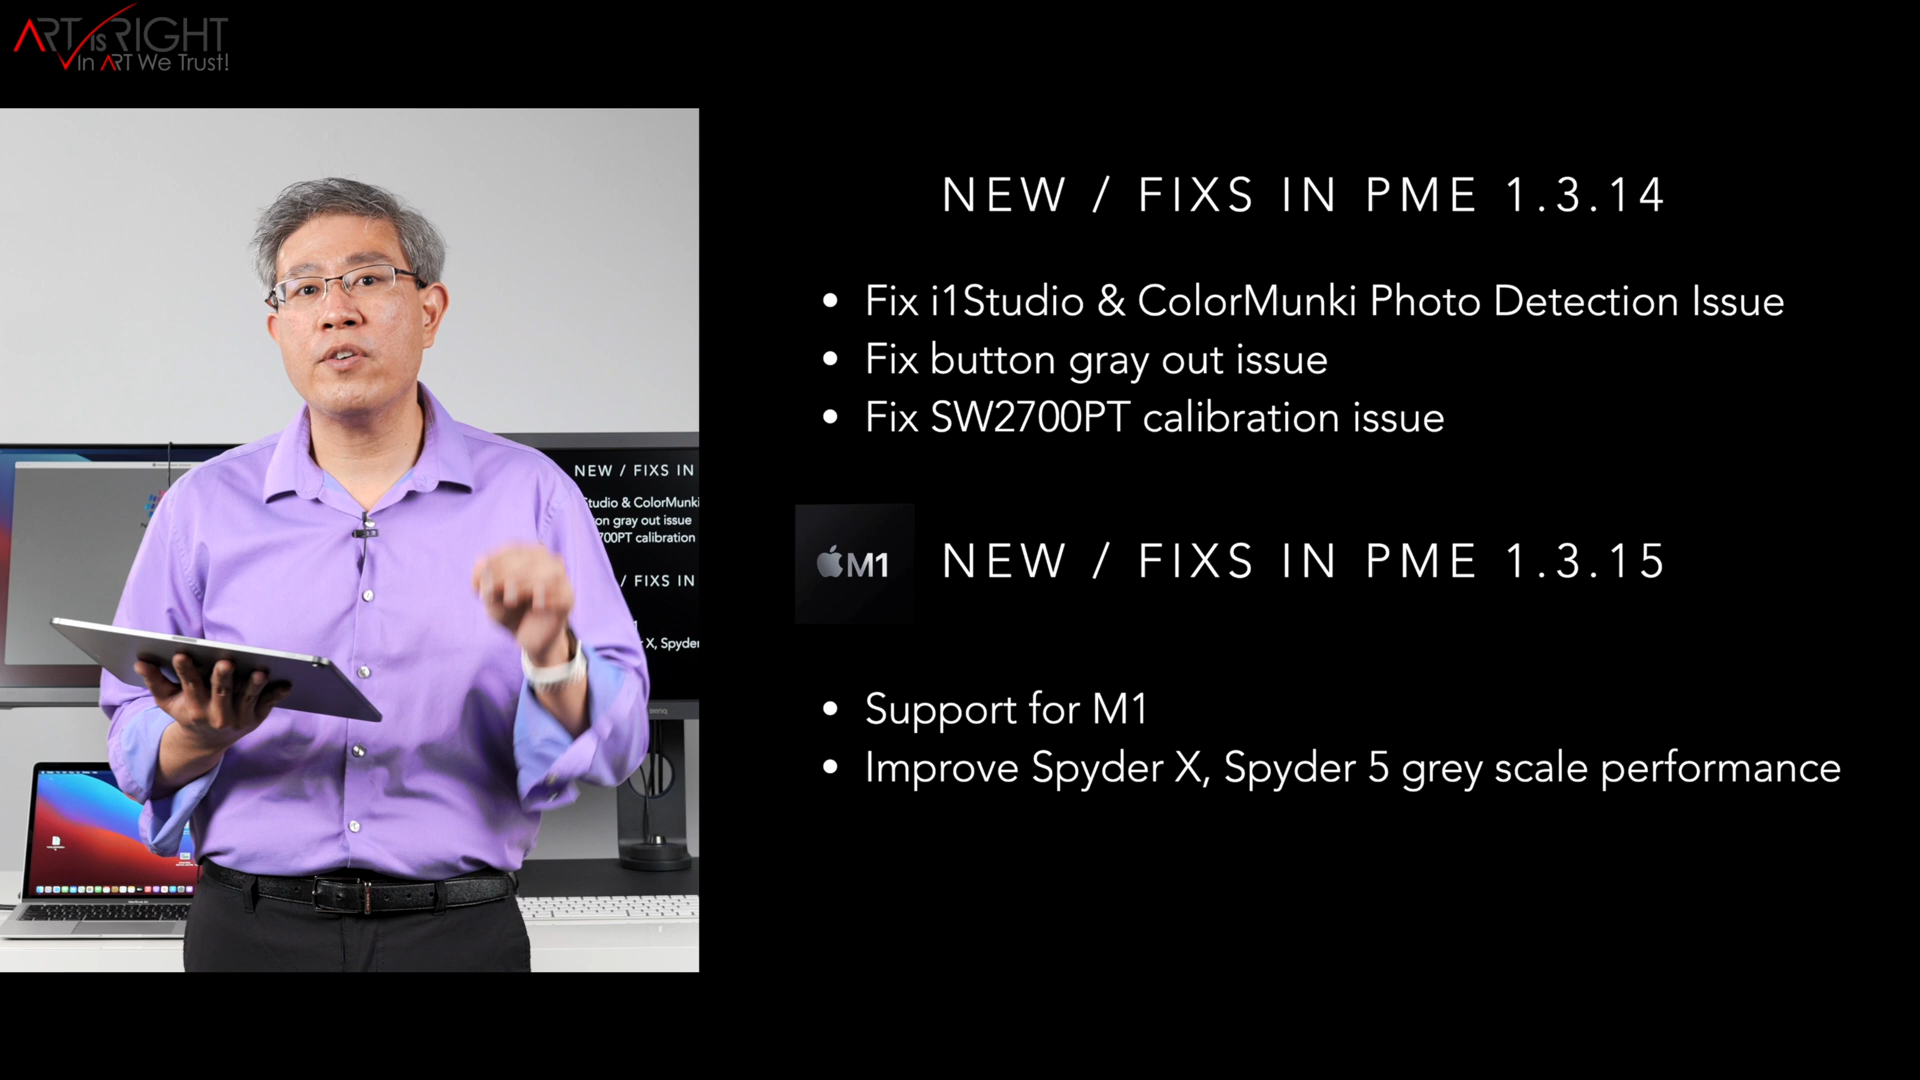 ART is RIGHT
In ART We Trust!
NEW / FIXS IN PME 1.3.14
• Fix i1Studio & ColorMunki Photo Detection Issue
• Fix button gray out issue
• Fix SW2700PT calibration issue
M1 NEW / FIXS IN PME 1.3.15
• Support for M1
• Improve Spyder X, Spyder 5 grey scale performance
NEW / FIXS IN
Studio & ColorMunki
on gray out issue
700PT calibration
/ FIXS IN
X, Spyder
BenQ